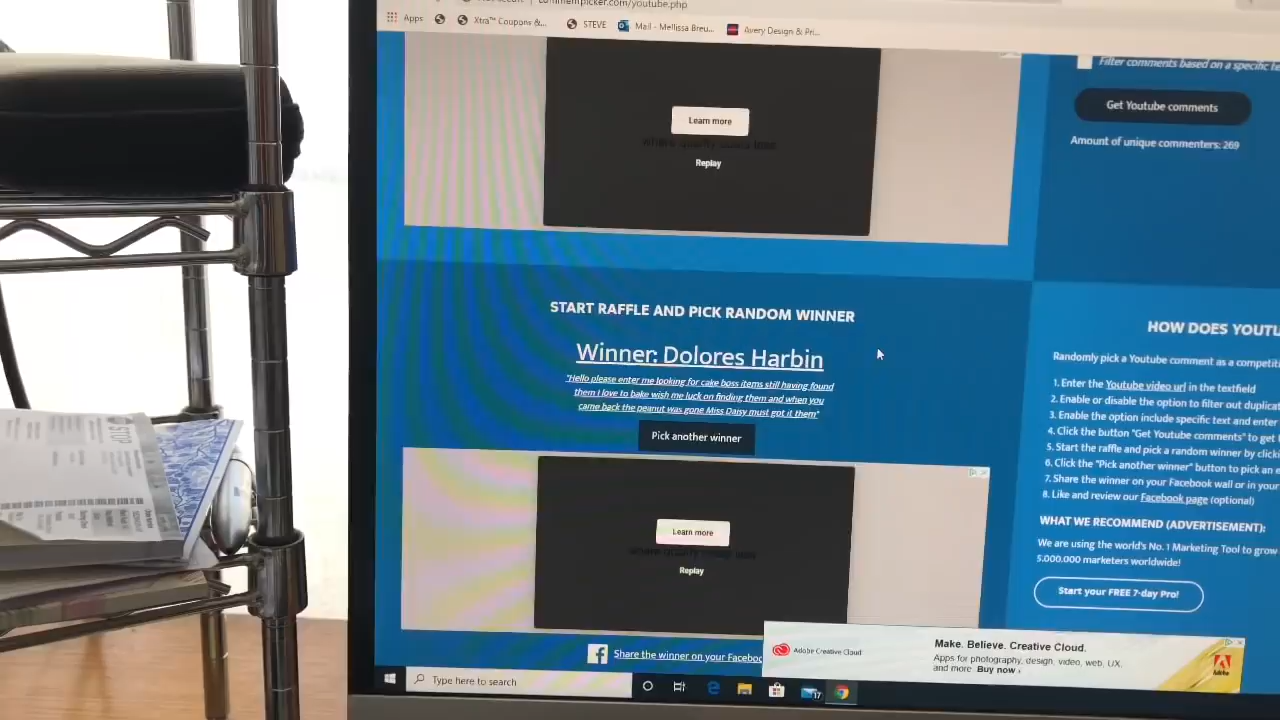 commentpicker.com/youtube.php
Apps
Xtra™ Coupons &...
STEVE
Mail - Mellissa Breu...
Avery Design & Pri...
Learn more
Replay
Filter comments based on a specific te
Get Youtube comments
Amount of unique commenters: 269
START RAFFLE AND PICK RANDOM WINNER
Winner: Dolores Harbin
"Hello please enter me looking for cake boss items still having found
them I love to bake wish me luck on finding them and when you
came back the peanut was gone Miss Daisy must got it them"
Pick another winner
Learn more
Replay
Share the winner on your Faceboo
HOW DOES YOUTU
Randomly pick a Youtube comment as a competiti
1. Enter the Youtube video url in the textfield
2. Enable or disable the option to filter out duplicat
3. Enable the option include specific text and enter
4. Click the button "Get Youtube comments" to get t
5. Start the raffle and pick a random winner by clicki
6. Click the "Pick another winner" button to pick an e
7. Share the winner on your Facebook wall or in your
8. Like and review our Facebook page (optional)
WHAT WE RECOMMEND (ADVERTISEMENT):
We are using the world's No. 1 Marketing Tool to grow
5.000.000 marketers worldwide!
Start your FREE 7-day Pro!
Adobe Creative Cloud
Make. Believe. Creative Cloud.
Apps for photography, design, video, web, UX,
and more. Buy now ›
Adobe
Type here to search
17
STOP